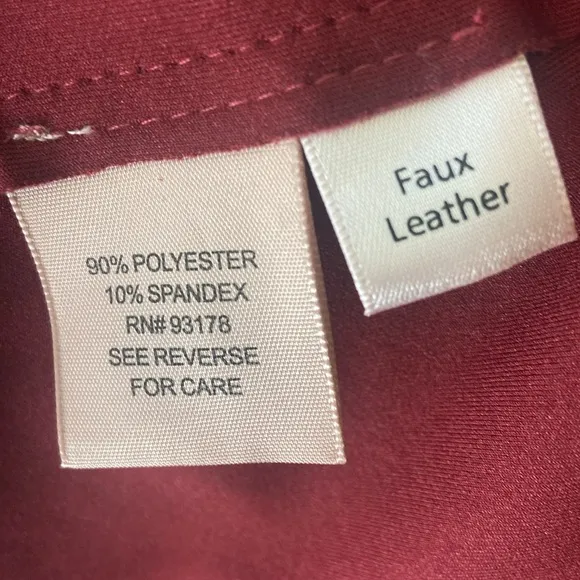 90% POLYESTER
10% SPANDEX
RN# 93178
SEE REVERSE
FOR CARE
Faux
Leather